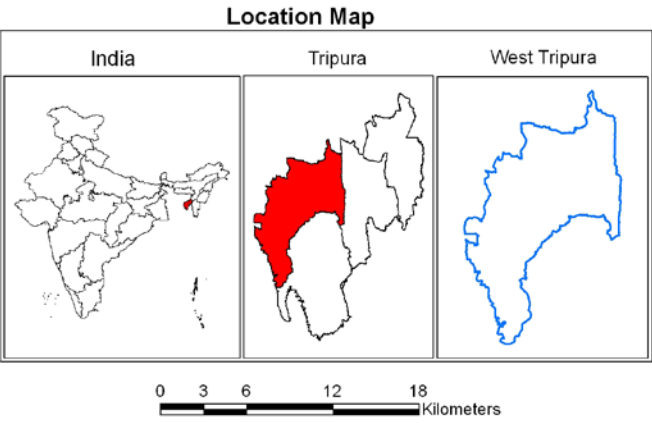 Location Map
India
Tripura
West Tripura
0 3 6 12 18
Kilometers